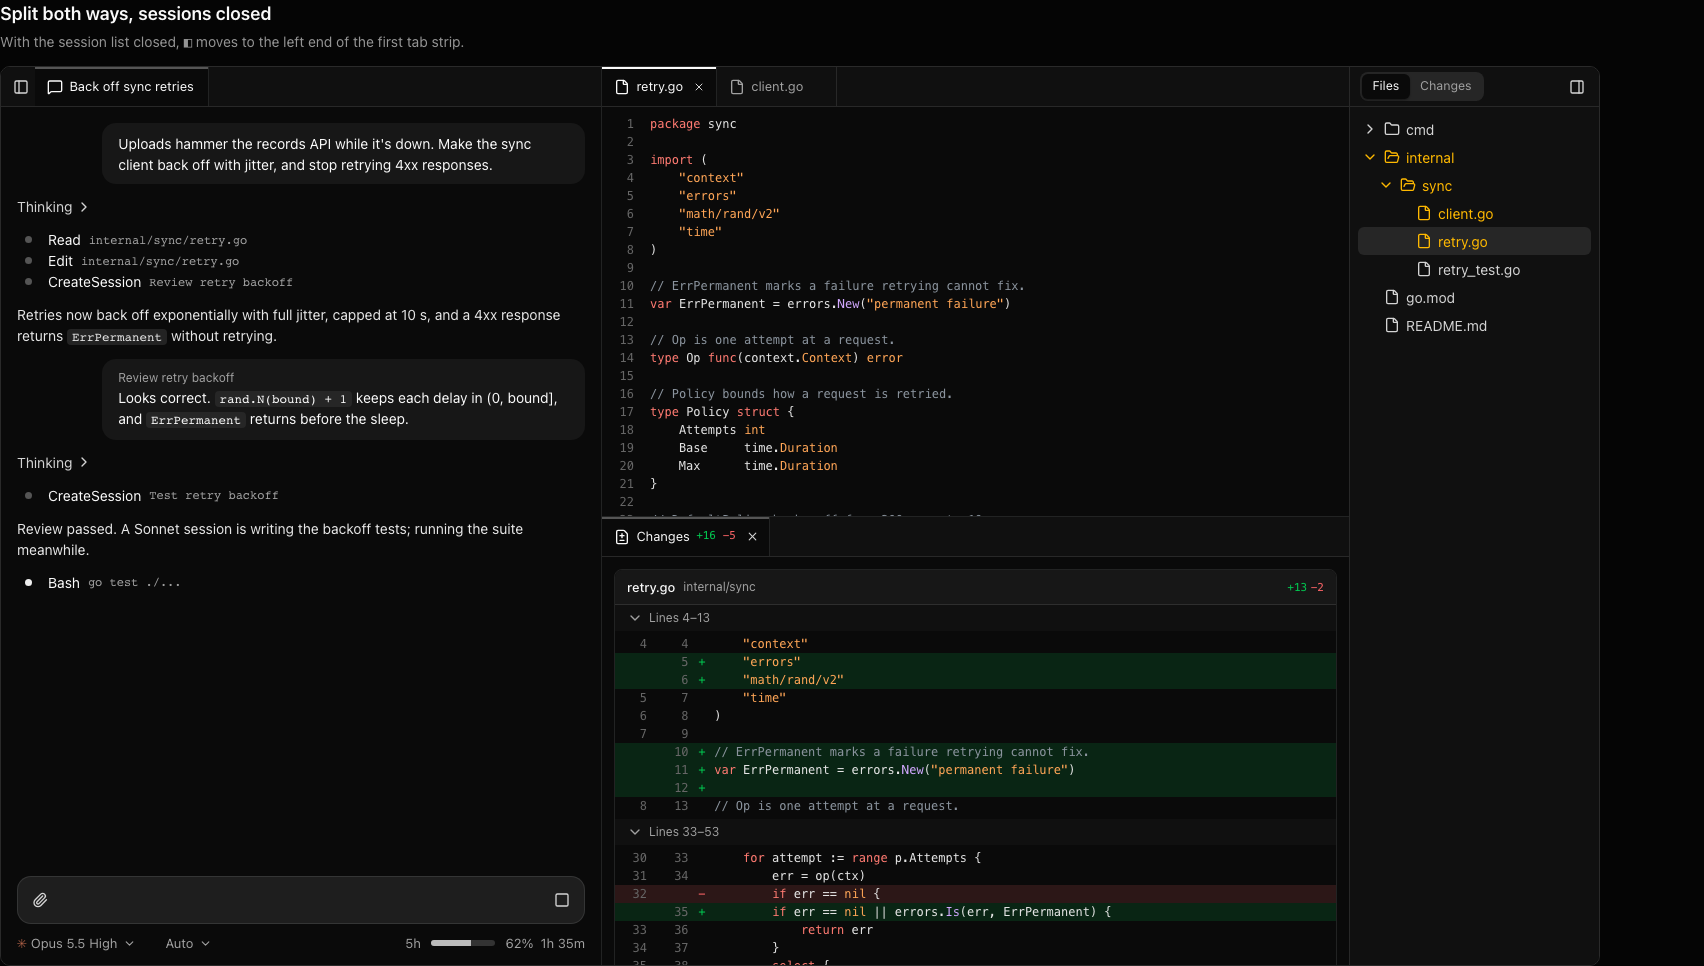 Split both ways, sessions closed
With the session list closed, moves to the left end of the first tab strip.
Back off sync retries
Uploads hammer the records API while it's down. Make the sync
client back off with jitter, and stop retrying 4xx responses.
Thinking
Read internal/sync/retry.go
Edit internal/sync/retry.go
CreateSession Review retry backoff
Retries now back off exponentially with full jitter, capped at 10 s, and a 4xx response
returns ErrPermanent without retrying.
Review retry backoff
Looks correct. rand.N(bound) + 1 keeps each delay in (0, bound],
and ErrPermanent returns before the sleep.
Thinking
CreateSession Test retry backoff
Review passed. A Sonnet session is writing the backoff tests; running the suite
meanwhile.
Bash go test ./...
Opus 5.5 High Auto 5h 62% 1h 35m
retry.go × client.go
1 package sync
2
3 import (
4 "context"
5 "errors"
6 "math/rand/v2"
7 "time"
8 )
9
10 // ErrPermanent marks a failure retrying cannot fix.
11 var ErrPermanent = errors.New("permanent failure")
12
13 // Op is one attempt at a request.
14 type Op func(context.Context) error
15
16 // Policy bounds how a request is retried.
17 type Policy struct {
18 Attempts int
19 Base time.Duration
20 Max time.Duration
21 }
22
Changes +16 −5 ×
retry.go internal/sync +13 −2
Lines 4–13
4 4 "context"
5 + "errors"
6 + "math/rand/v2"
5 7 "time"
6 8 )
7 9
10 + // ErrPermanent marks a failure retrying cannot fix.
11 + var ErrPermanent = errors.New("permanent failure")
12 +
8 13 // Op is one attempt at a request.
Lines 33–53
30 33 for attempt := range p.Attempts {
31 34 err = op(ctx)
32 − if err == nil {
35 + if err == nil || errors.Is(err, ErrPermanent) {
33 36 return err
34 37 }
35 38 select {
Files Changes
cmd
internal
sync
client.go
retry.go
retry_test.go
go.mod
README.md